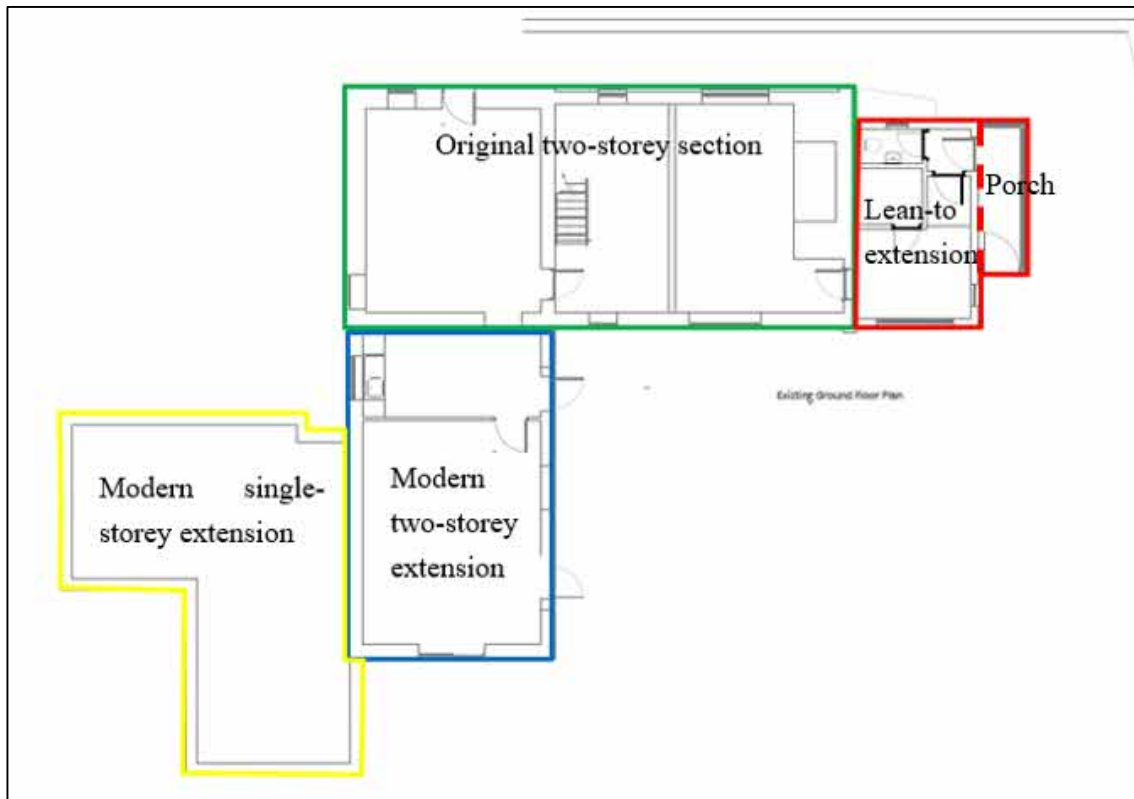 Original two-storey section
Porch
Lean-to
extension
Existing Ground Floor Plan
Modern single-
storey extension
Modern
two-storey
extension